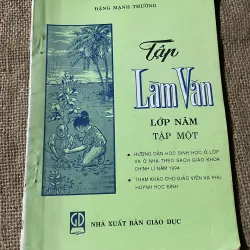 ĐẶNG MẠNH THƯỜNG
Tập
Làm Văn
LỚP NĂM
TẬP MỘT
• HƯỚNG DẪN HỌC SINH HỌC Ở LỚP
VÀ Ở NHÀ THEO SÁCH GIÁO KHOA
CHỈNH LÍ NĂM 1994
• THAM KHẢO CHO GIÁO VIÊN VÀ PHỤ
HUYNH HỌC SINH
GD
NHÀ XUẤT BẢN GIÁO DỤC